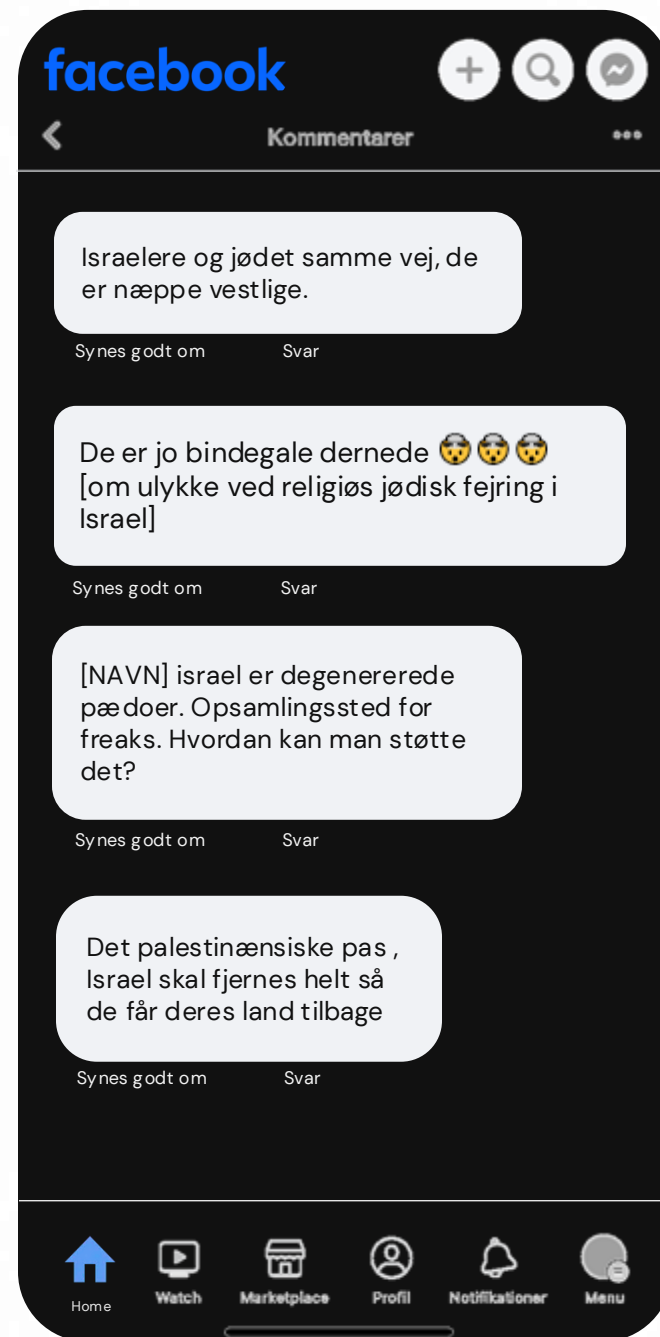 facebook
Kommentarer
Israelere og jødet samme vej, de
er næppe vestlige.
Synes godt om Svar
De er jo bindegale dernede 🤯🤯🤯
[om ulykke ved religiøs jødisk fejring i
Israel]
Synes godt om Svar
[NAVN] israel er degenererede
pædoer. Opsamlingssted for
freaks. Hvordan kan man støtte
det?
Synes godt om Svar
Det palestinænsiske pas ,
Israel skal fjernes helt så
de får deres land tilbage
Synes godt om Svar
Home Watch Marketplace Profil Notifikationer Menu